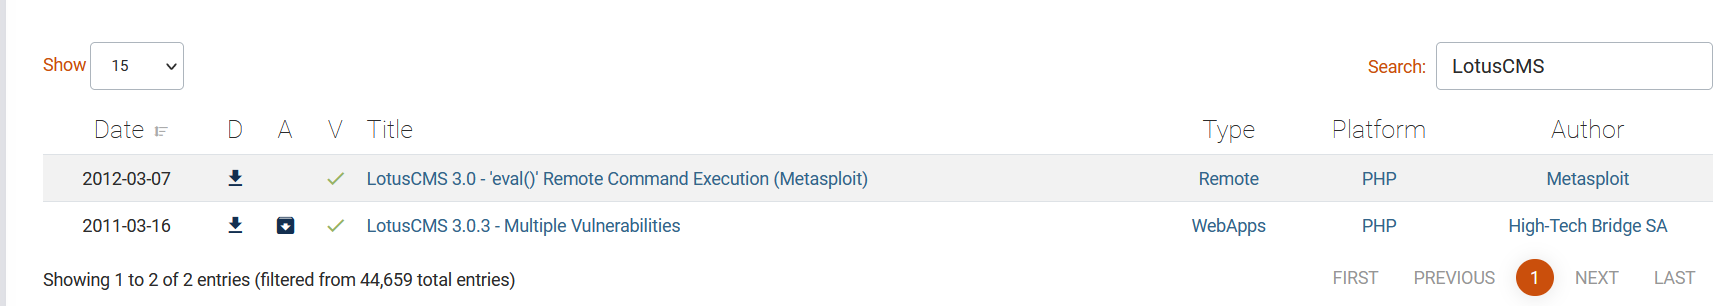 Show 15 Search: LotusCMS
Date D A V Title Type Platform Author
2012-03-07 LotusCMS 3.0 - 'eval()' Remote Command Execution (Metasploit) Remote PHP Metasploit
2011-03-16 LotusCMS 3.0.3 - Multiple Vulnerabilities WebApps PHP High-Tech Bridge SA
Showing 1 to 2 of 2 entries (filtered from 44,659 total entries) FIRST PREVIOUS 1 NEXT LAST